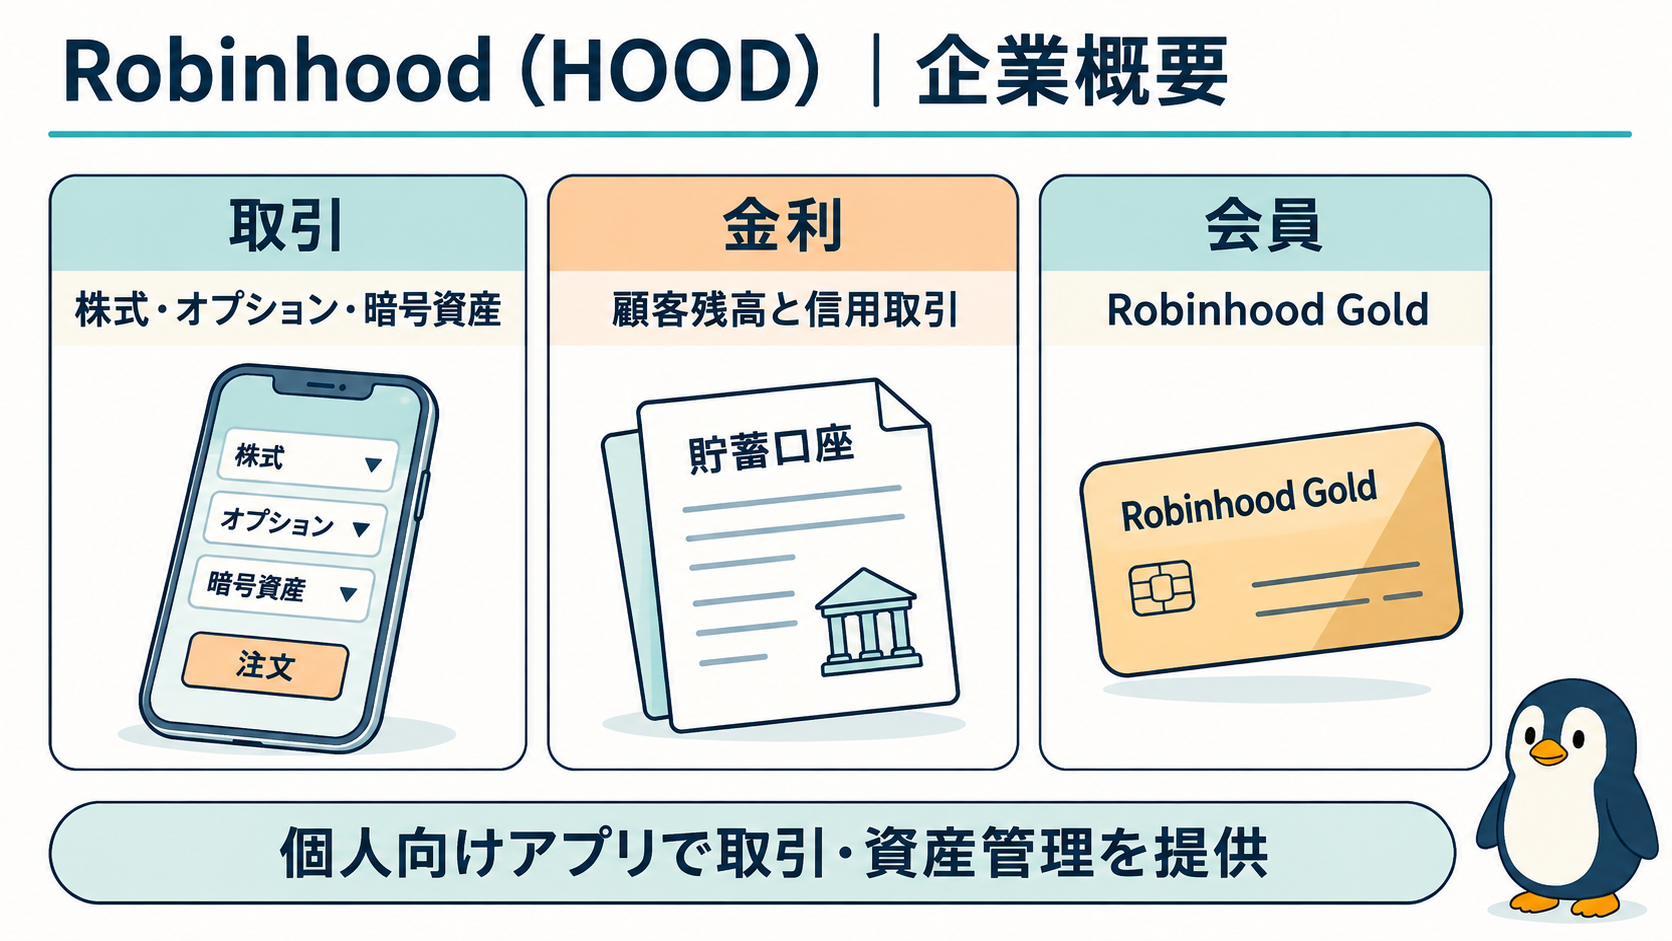 Robinhood（HOOD）｜企業概要
取引
株式・オプション・暗号資産
株式
オプション
暗号資産
注文
金利
顧客残高と信用取引
貯蓄口座
会員
Robinhood Gold
Robinhood Gold
個人向けアプリで取引・資産管理を提供